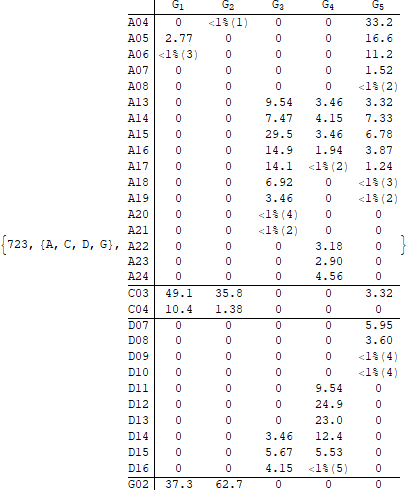 G₁ G₂ G₃ G₄ G₅
A04 0 <1%(1) 0 0 33.2
A05 2.77 0 0 0 16.6
A06 <1%(3) 0 0 0 11.2
A07 0 0 0 0 1.52
A08 0 0 0 0 <1%(2)
A13 0 0 9.54 3.46 3.32
A14 0 0 7.47 4.15 7.33
A15 0 0 29.5 3.46 6.78
A16 0 0 14.9 1.94 3.87
A17 0 0 14.1 <1%(2) 1.24
A18 0 0 6.92 0 <1%(3)
A19 0 0 3.46 0 <1%(2)
A20 0 0 <1%(4) 0 0
A21 0 0 <1%(2) 0 0
{723, {A, C, D, G}, A22 0 0 0 3.18 0 }
A23 0 0 0 2.90 0
A24 0 0 0 4.56 0
C03 49.1 35.8 0 0 3.32
C04 10.4 1.38 0 0 0
D07 0 0 0 0 5.95
D08 0 0 0 0 3.60
D09 0 0 0 0 <1%(4)
D10 0 0 0 0 <1%(4)
D11 0 0 0 9.54 0
D12 0 0 0 24.9 0
D13 0 0 0 23.0 0
D14 0 0 3.46 12.4 0
D15 0 0 5.67 5.53 0
D16 0 0 4.15 <1%(5) 0
G02 37.3 62.7 0 0 0